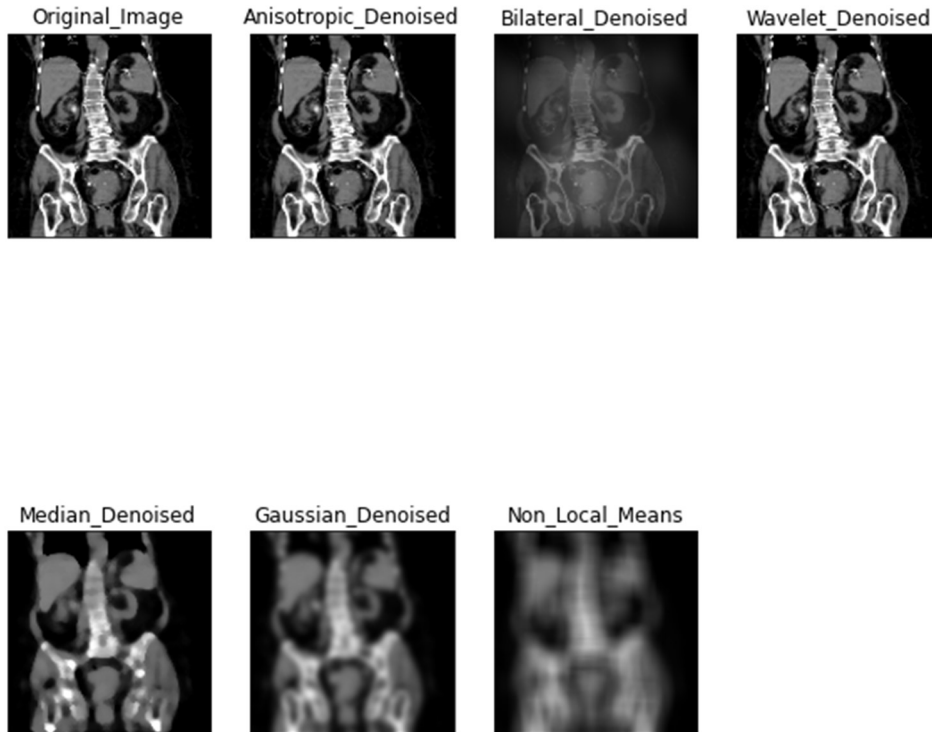 Original_Image
Anisotropic_Denoised
Bilateral_Denoised
Wavelet_Denoised
Median_Denoised
Gaussian_Denoised
Non_Local_Means